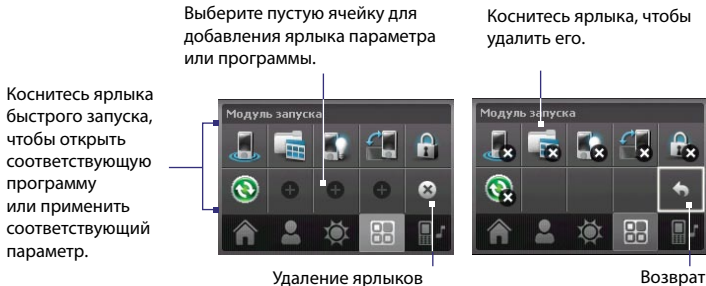 Выберите пустую ячейку для
добавления ярлыка параметра
или программы.
Коснитесь ярлыка, чтобы
удалить его.
Коснитесь ярлыка
быстрого запуска,
чтобы открыть
соответствующую
программу
или применить
соответствующий
параметр.
Модуль запуска
Модуль запуска
Удаление ярлыков
Возврат